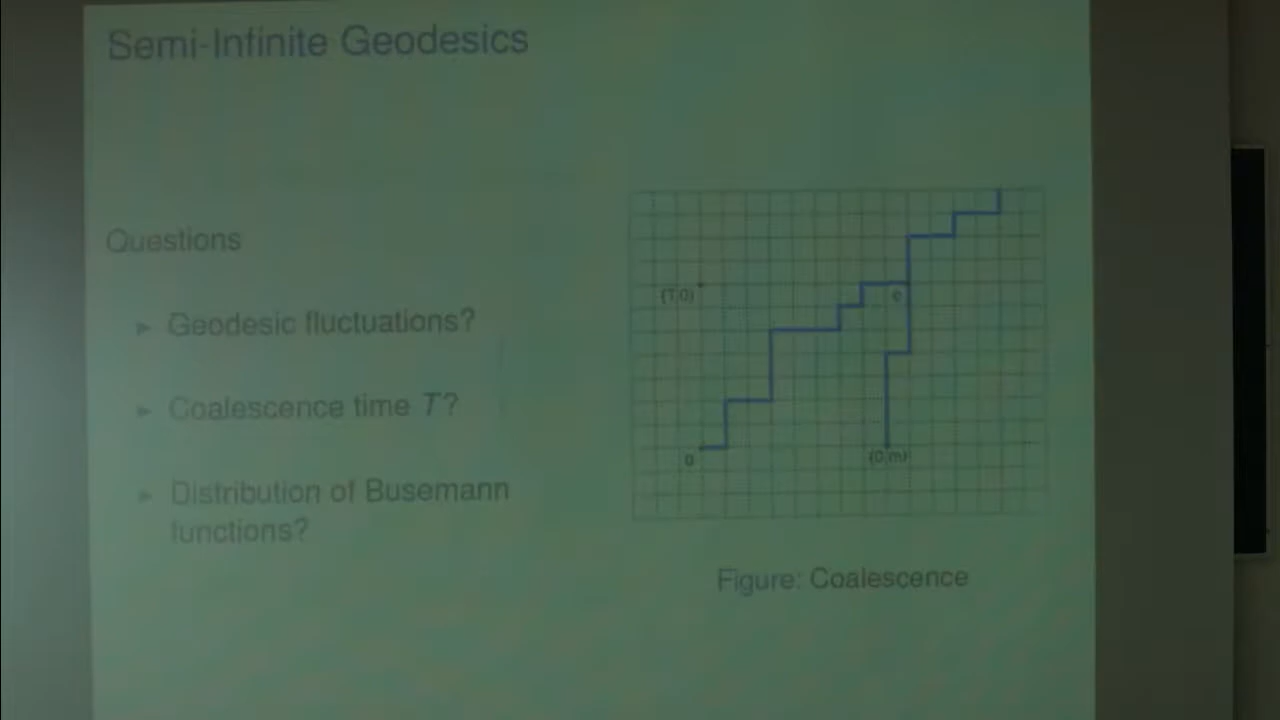 Semi-Infinite Geodesics
Questions
► Geodesic fluctuations?
► Coalescence time T?
► Distribution of Busemann
functions?
(T,0)
c
0
(0,m)
Figure: Coalescence